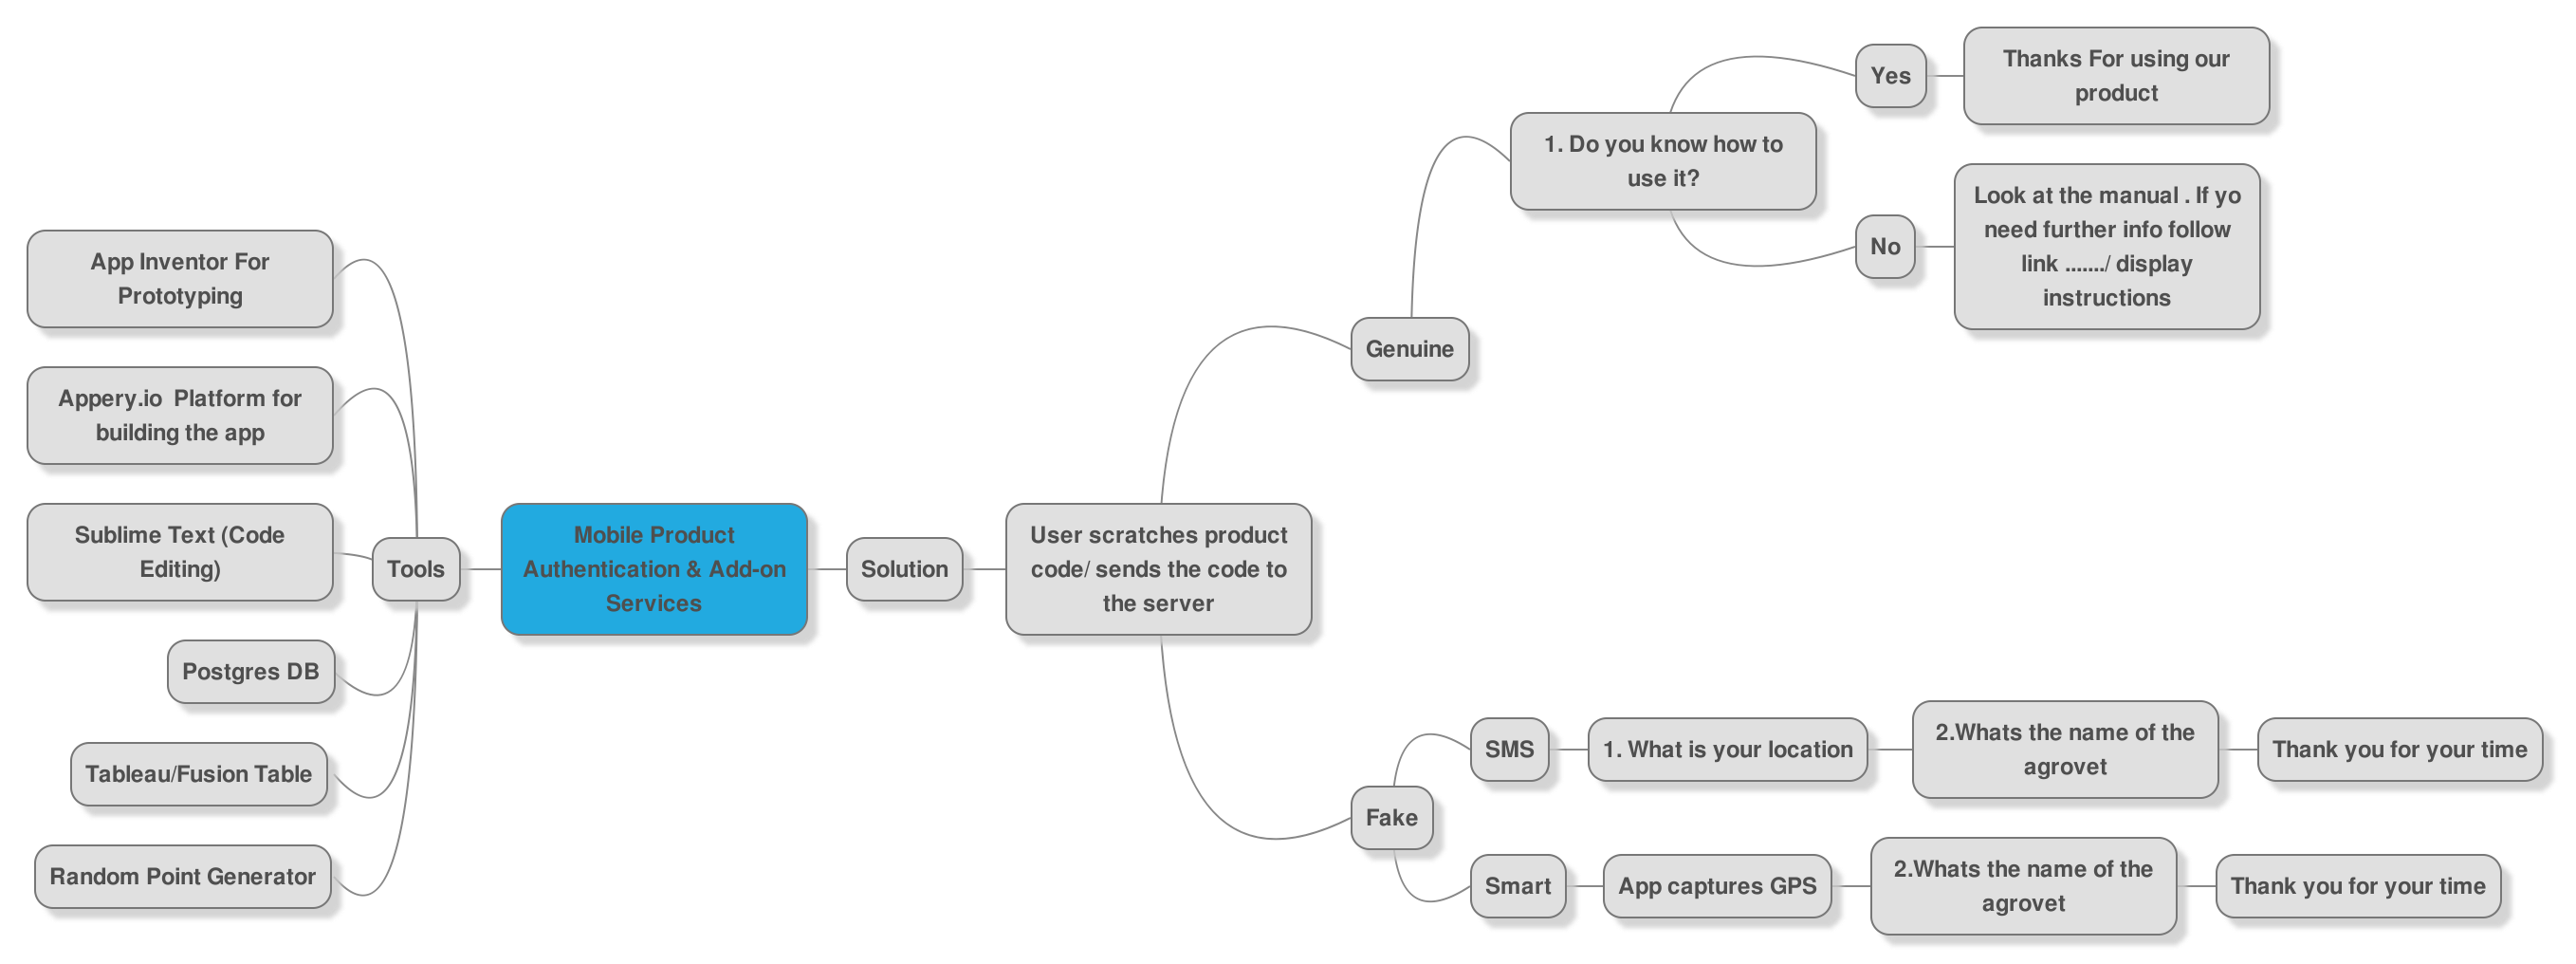 App Inventor For
Prototyping
Appery.io  Platform for
building the app
Sublime Text (Code
Editing)
Postgres DB
Tableau/Fusion Table
Random Point Generator
Tools
Mobile Product
Authentication & Add-on
Services
Solution
User scratches product
code/ sends the code to
the server
Genuine
1. Do you know how to
use it?
Yes
Thanks For using our
product
No
Look at the manual . If yo
need further info follow
link ......./ display
instructions
Fake
SMS
1. What is your location
2.Whats the name of the
agrovet
Thank you for your time
Smart
App captures GPS
2.Whats the name of the
agrovet
Thank you for your time